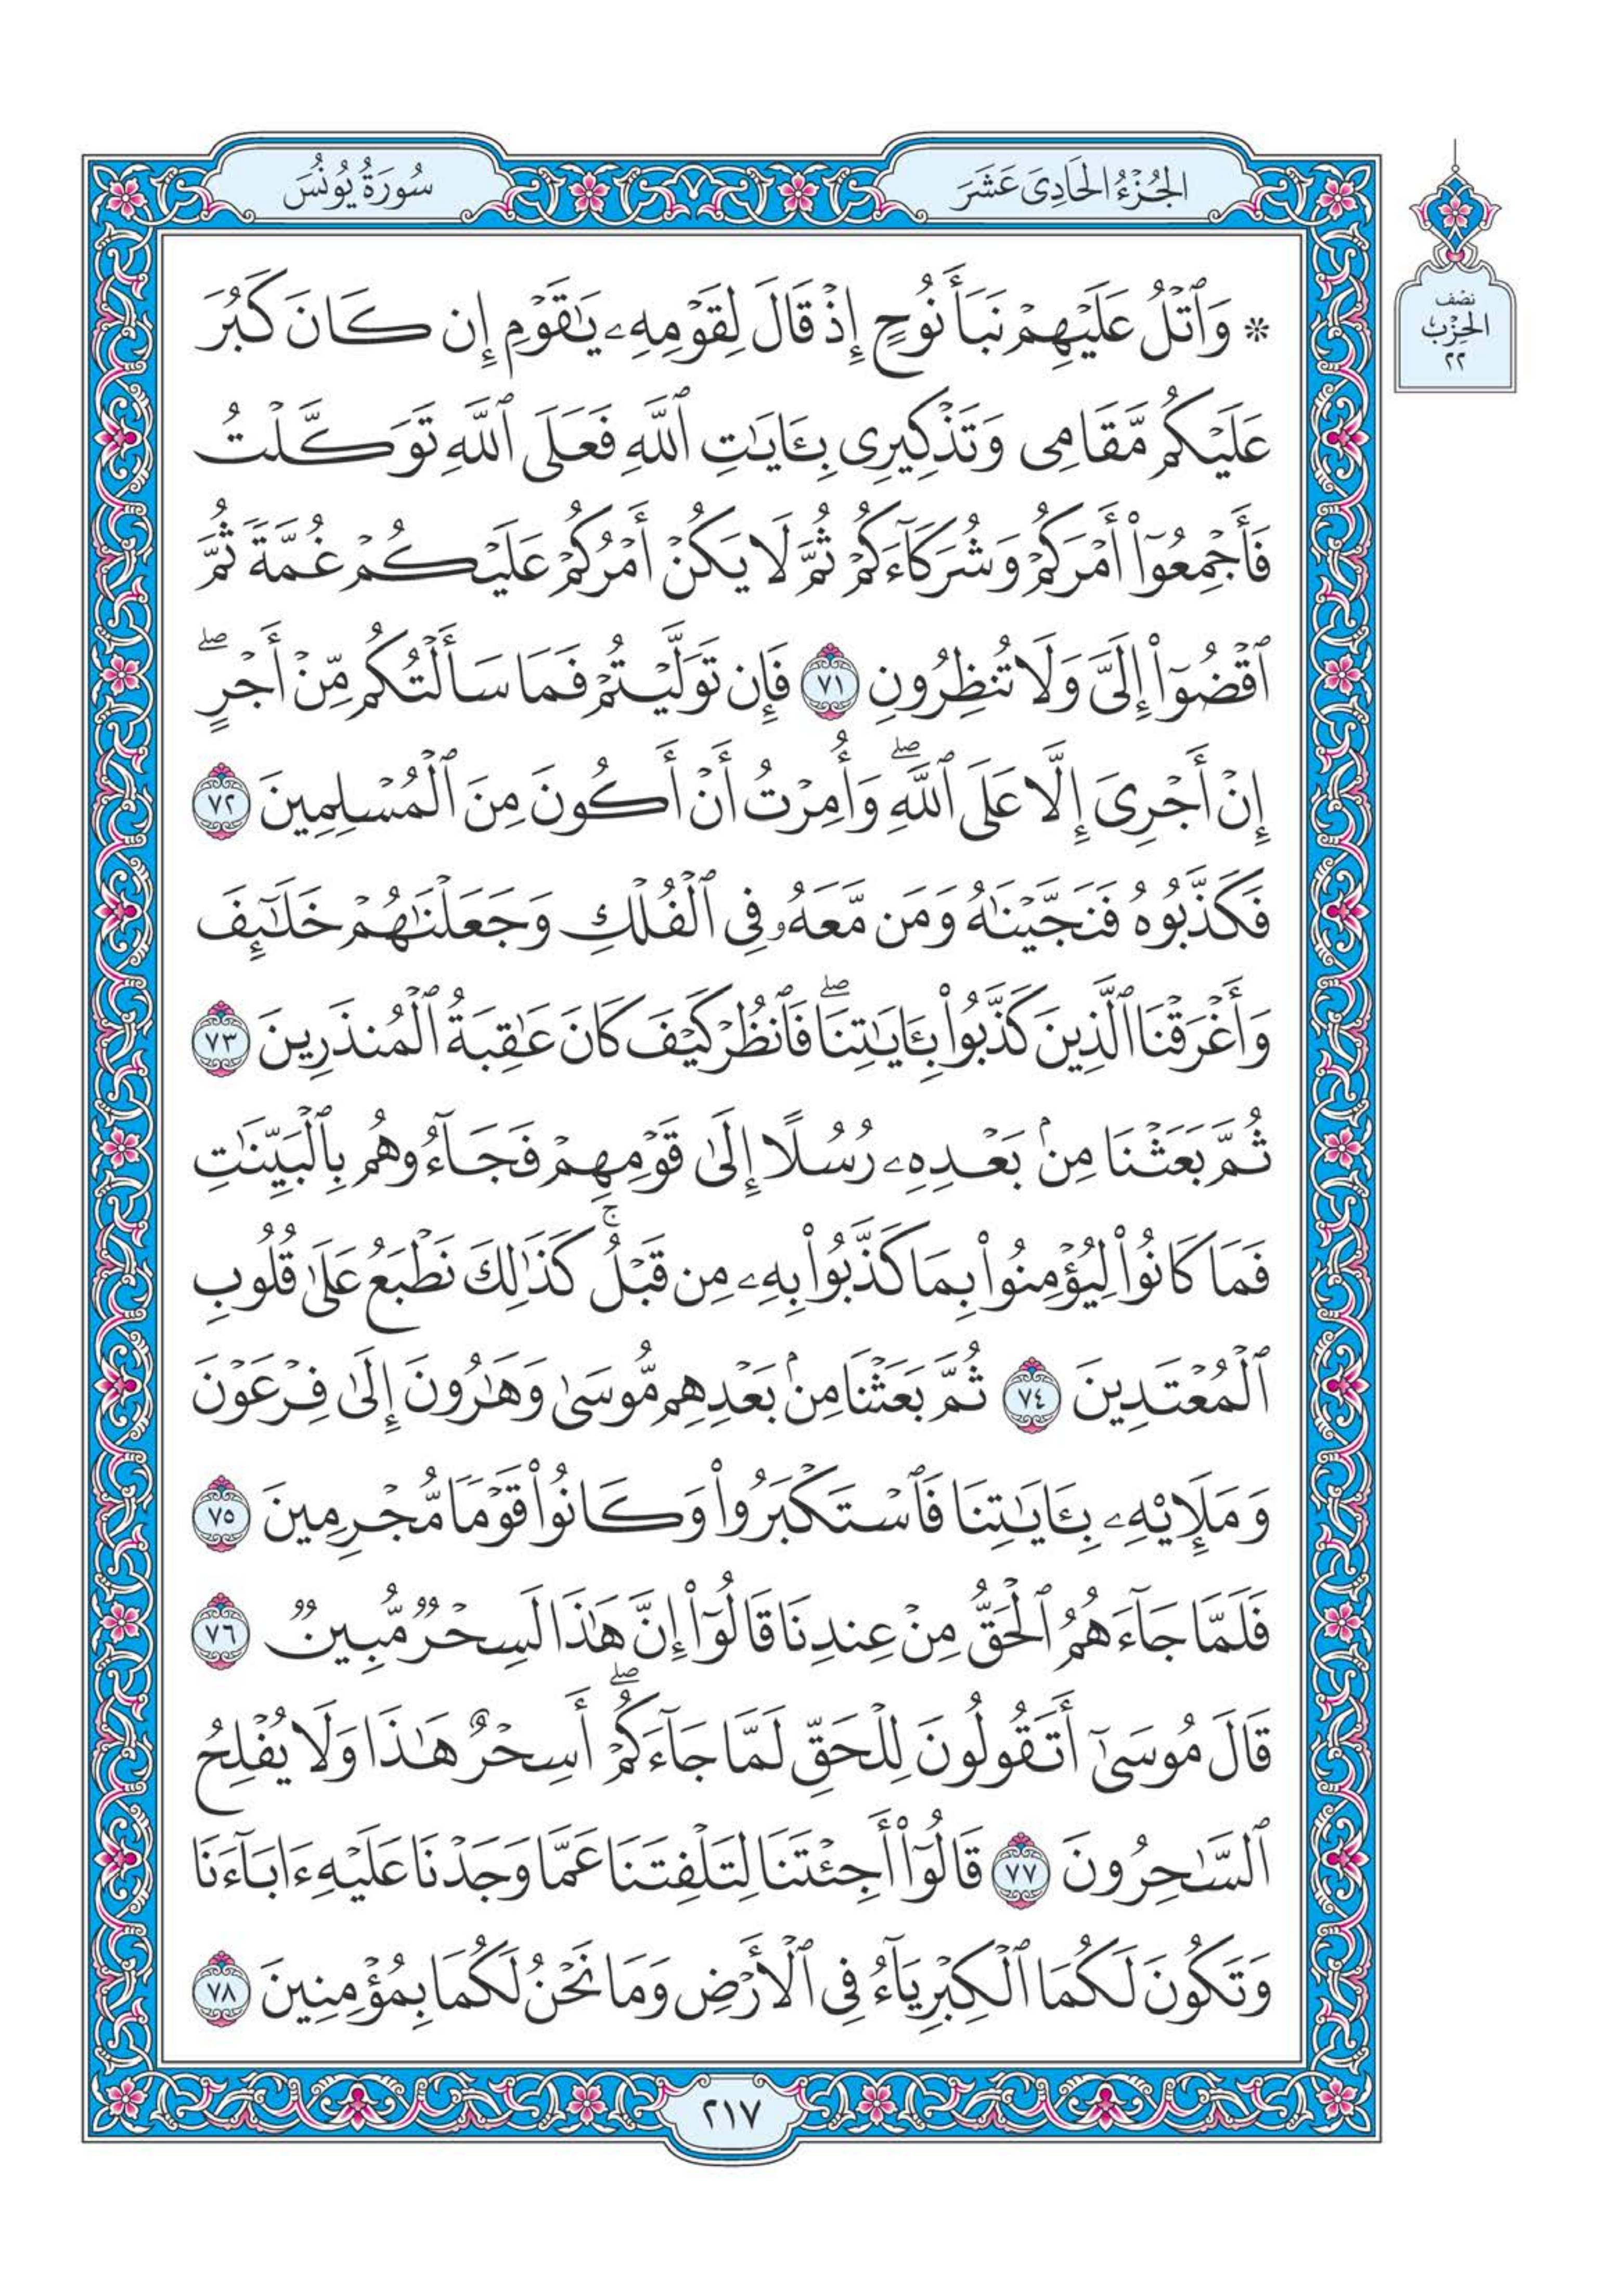 الجُزْءُ الحَادِى عَشَرَ
سُورَةُ يُونُسَ
نصْف
الحِزْب
٢٢
* وَٱتْلُ عَلَيْهِمْ نَبَأَ نُوحٍ إِذْ قَالَ لِقَوْمِهِۦ يَـٰقَوْمِ إِن كَانَ كَبُرَ
عَلَيْكُم مَّقَامِى وَتَذْكِيرِى بِـَٔايَـٰتِ ٱللَّهِ فَعَلَى ٱللَّهِ تَوَكَّلْتُ
فَأَجْمِعُوٓا۟ أَمْرَكُمْ وَشُرَكَآءَكُمْ ثُمَّ لَا يَكُنْ أَمْرُكُمْ عَلَيْكُمْ غُمَّةً ثُمَّ
ٱقْضُوٓا۟ إِلَىَّ وَلَا تُنظِرُونِ ٧١ فَإِن تَوَلَّيْتُمْ فَمَا سَأَلْتُكُم مِّنْ أَجْرٍ ۖ
إِنْ أَجْرِىَ إِلَّا عَلَى ٱللَّهِ ۖ وَأُمِرْتُ أَنْ أَكُونَ مِنَ ٱلْمُسْلِمِينَ ٧٢
فَكَذَّبُوهُ فَنَجَّيْنَـٰهُ وَمَن مَّعَهُۥ فِى ٱلْفُلْكِ وَجَعَلْنَـٰهُمْ خَلَـٰٓئِفَ
وَأَغْرَقْنَا ٱلَّذِينَ كَذَّبُوا۟ بِـَٔايَـٰتِنَا ۖ فَٱنظُرْ كَيْفَ كَانَ عَـٰقِبَةُ ٱلْمُنذَرِينَ ٧٣
ثُمَّ بَعَثْنَا مِنۢ بَعْدِهِۦ رُسُلًا إِلَىٰ قَوْمِهِمْ فَجَآءُوهُم بِٱلْبَيِّنَـٰتِ
فَمَا كَانُوا۟ لِيُؤْمِنُوا۟ بِمَا كَذَّبُوا۟ بِهِۦ مِن قَبْلُ ۚ كَذَٰلِكَ نَطْبَعُ عَلَىٰ قُلُوبِ
ٱلْمُعْتَدِينَ ٧٤ ثُمَّ بَعَثْنَا مِنۢ بَعْدِهِم مُّوسَىٰ وَهَـٰرُونَ إِلَىٰ فِرْعَوْنَ
وَمَلَإِي۟هِۦ بِـَٔايَـٰتِنَا فَٱسْتَكْبَرُوا۟ وَكَانُوا۟ قَوْمًا مُّجْرِمِينَ ٧٥
فَلَمَّا جَآءَهُمُ ٱلْحَقُّ مِنْ عِندِنَا قَالُوٓا۟ إِنَّ هَـٰذَا لَسِحْرٌ مُّبِينٌ ٧٦
قَالَ مُوسَىٰٓ أَتَقُولُونَ لِلْحَقِّ لَمَّا جَآءَكُمْ ۖ أَسِحْرٌ هَـٰذَا وَلَا يُفْلِحُ
ٱلسَّـٰحِرُونَ ٧٧ قَالُوٓا۟ أَجِئْتَنَا لِتَلْفِتَنَا عَمَّا وَجَدْنَا عَلَيْهِ ءَابَآءَنَا
وَتَكُونَ لَكُمَا ٱلْكِبْرِيَآءُ فِى ٱلْأَرْضِ وَمَا نَحْنُ لَكُمَا بِمُؤْمِنِينَ ٧٨
٢١٧